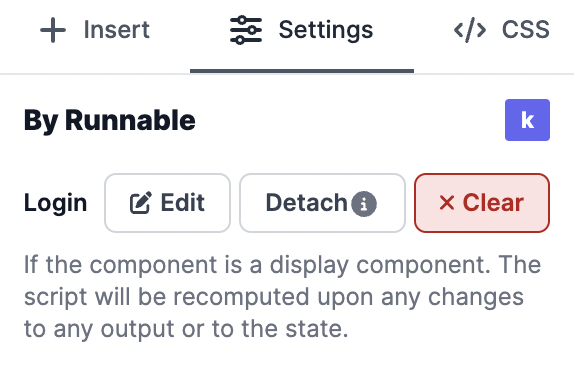 Insert Settings </> CSS
By Runnable k
Login Edit Detach i × Clear
If the component is a display component. The
script will be recomputed upon any changes
to any output or to the state.